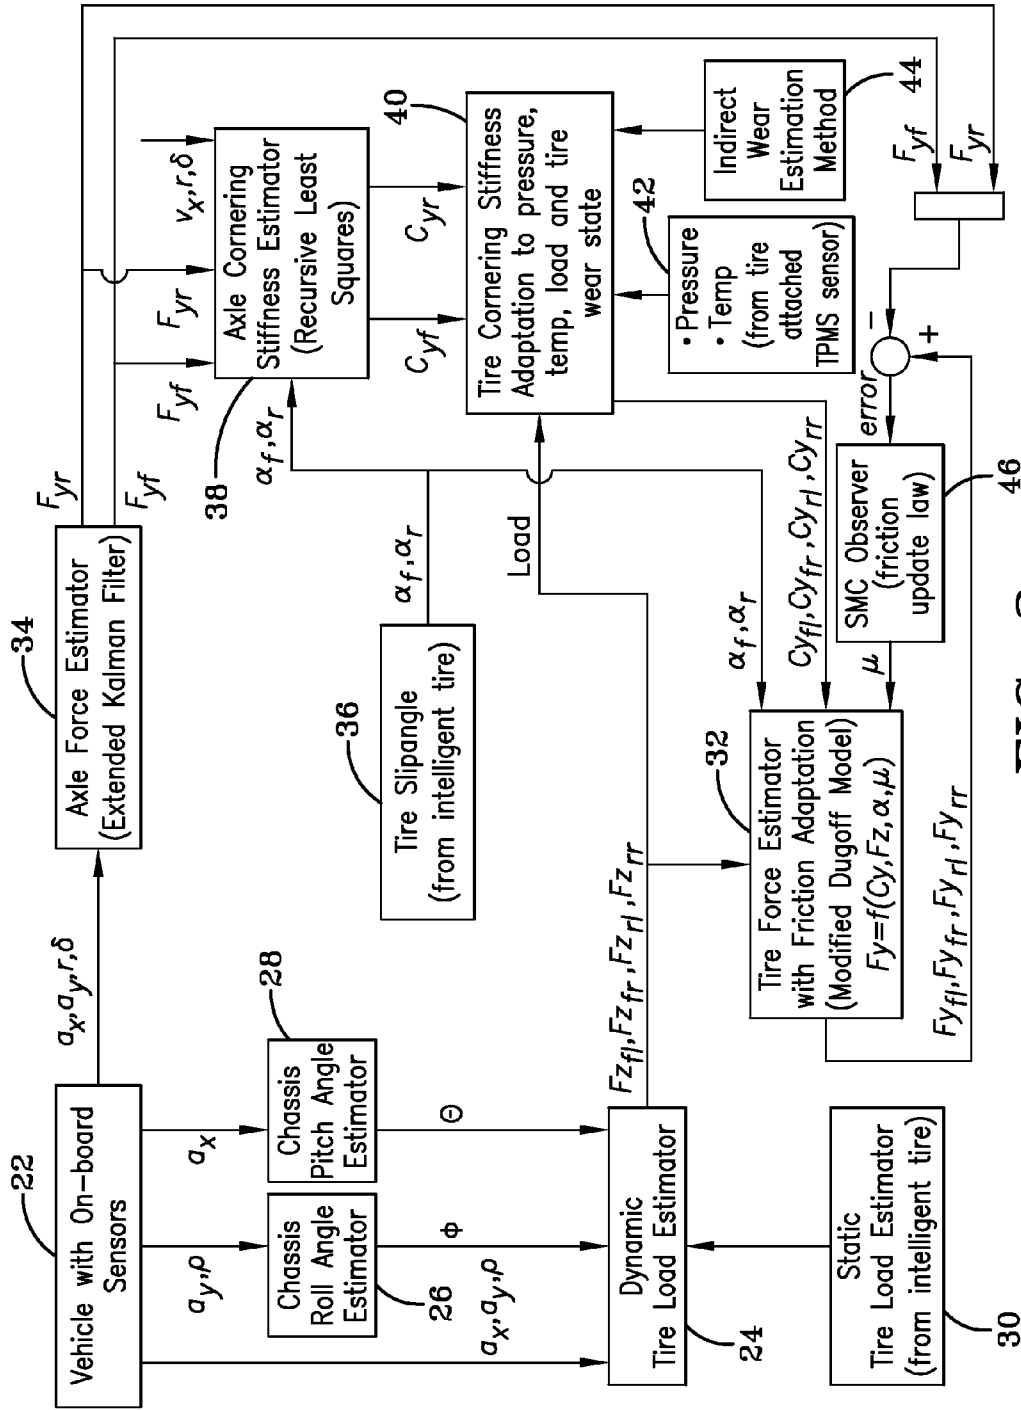 22
Vehicle with On-board
Sensors
a_x, a_y, r, δ
34
Axle Force Estimator
(Extended Kalman Filter)
F_yr
F_yf
a_y, ρ
a_x
28
Chassis
Roll Angle
Estimator
26
Chassis
Pitch Angle
Estimator
a_x, a_y, ρ
ϕ
Θ
Dynamic
Tire Load Estimator
24
Static
Tire Load Estimator
(from intelligent tire)
30
Fz_fl, Fz_fr, Fz_rl, Fz_rr
36
Tire Slipangle
(from intelligent tire)
α_f, α_r
α_f, α_r
Load
38
F_yf
F_yr
v_x, r, δ
Axle Cornering
Stiffness Estimator
(Recursive Least
Squares)
C_yf
C_yr
40
Tire Cornering Stiffness
Adaptation to pressure,
temp, load and tire
wear state
42
• Pressure
• Temp
(from tire
attached
TPMS sensor)
Indirect
Wear
Estimation
Method
44
α_f, α_r
Cy_fl, Cy_fr, Cy_rl, Cy_rr
32
Tire Force Estimator
with Friction Adaptation
(Modified Dugoff Model)
Fy=f(Cy,Fz,α,μ)
μ
SMC Observer
(friction
update law)
46
error
−
+
F_yf
F_yr
Fy_fl, Fy_fr, Fy_rl, Fy_rr